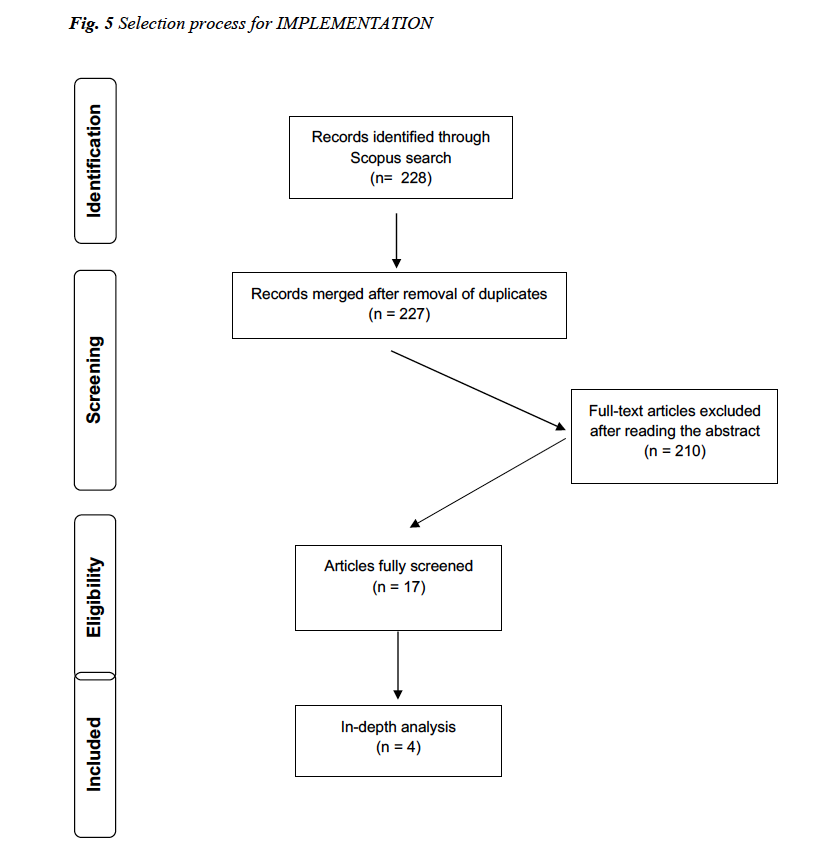 Fig. 5 Selection process for IMPLEMENTATION
Identification
Records identified through
Scopus search
(n=  228)
Screening
Records merged after removal of duplicates
(n = 227)
Full-text articles excluded
after reading the abstract
(n = 210)
Eligibility
Articles fully screened
(n = 17)
Included
In-depth analysis
(n = 4)